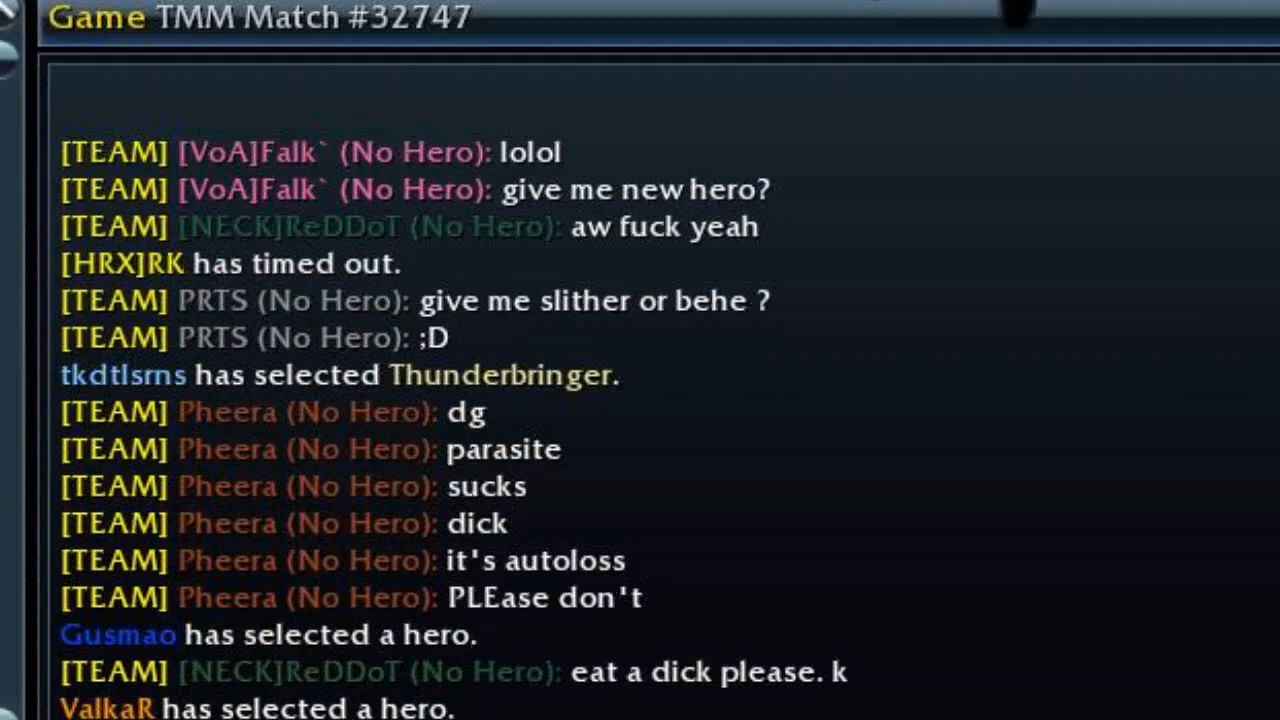 Game TMM Match #32747
[TEAM] [VoA]Falk` (No Hero): lolol
[TEAM] [VoA]Falk` (No Hero): give me new hero?
[TEAM] [NECK]ReDDoT (No Hero): aw fuck yeah
[HRX]RK has timed out.
[TEAM] PRTS (No Hero): give me slither or behe ?
[TEAM] PRTS (No Hero): ;D
tkdtlsrns has selected Thunderbringer.
[TEAM] Pheera (No Hero): dg
[TEAM] Pheera (No Hero): parasite
[TEAM] Pheera (No Hero): sucks
[TEAM] Pheera (No Hero): dick
[TEAM] Pheera (No Hero): it's autoloss
[TEAM] Pheera (No Hero): PLEase don't
Gusmao has selected a hero.
[TEAM] [NECK]ReDDoT (No Hero): eat a dick please. k
ValkaR has selected a hero.